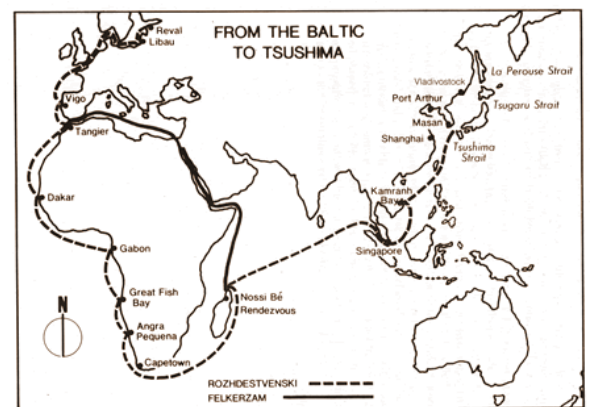 FROM THE BALTIC
TO TSUSHIMA
Reval
Libau
Vigo
Tangier
Dakar
Gabon
Great Fish
Bay
Angra
Pequena
Capetown
Nossi Bé
Rendezvous
Singapore
Kamranh
Bay
Shanghai
Masan
Port Arthur
Vladivostock
La Perouse Strait
Tsugaru Strait
Tsushima
Strait
N
ROZHDESTVENSKI
FELKERZAM